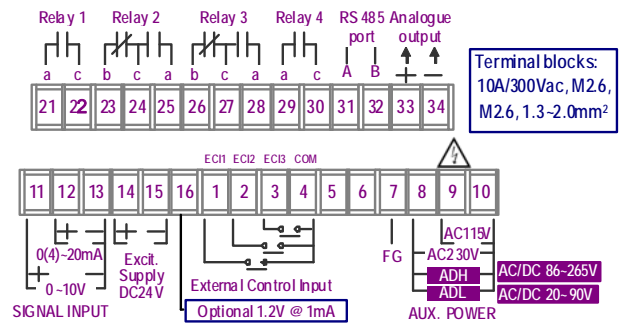 Relay 1 Relay 2 Relay 3 Relay 4 RS 485 port Analogue output
a c b c a b c a a c A B + −
21 22 23 24 25 26 27 28 29 30 31 32 33 34
Terminal blocks:
10A/300Vac, M2.6,
M2.6, 1.3~2.0mm²
ECI1 ECI2 ECI3 COM
11 12 13 14 15 16 1 2 3 4 5 6 7 8 9 10
+ − + −
0(4)~20mA
+ −
0~10V
SIGNAL INPUT
Excit.
Supply
DC24V
External Control Input
Optional 1.2V @ 1mA
FG
AC115V
AC230V
ADH AC/DC 86~265V
ADL AC/DC 20~90V
AUX. POWER